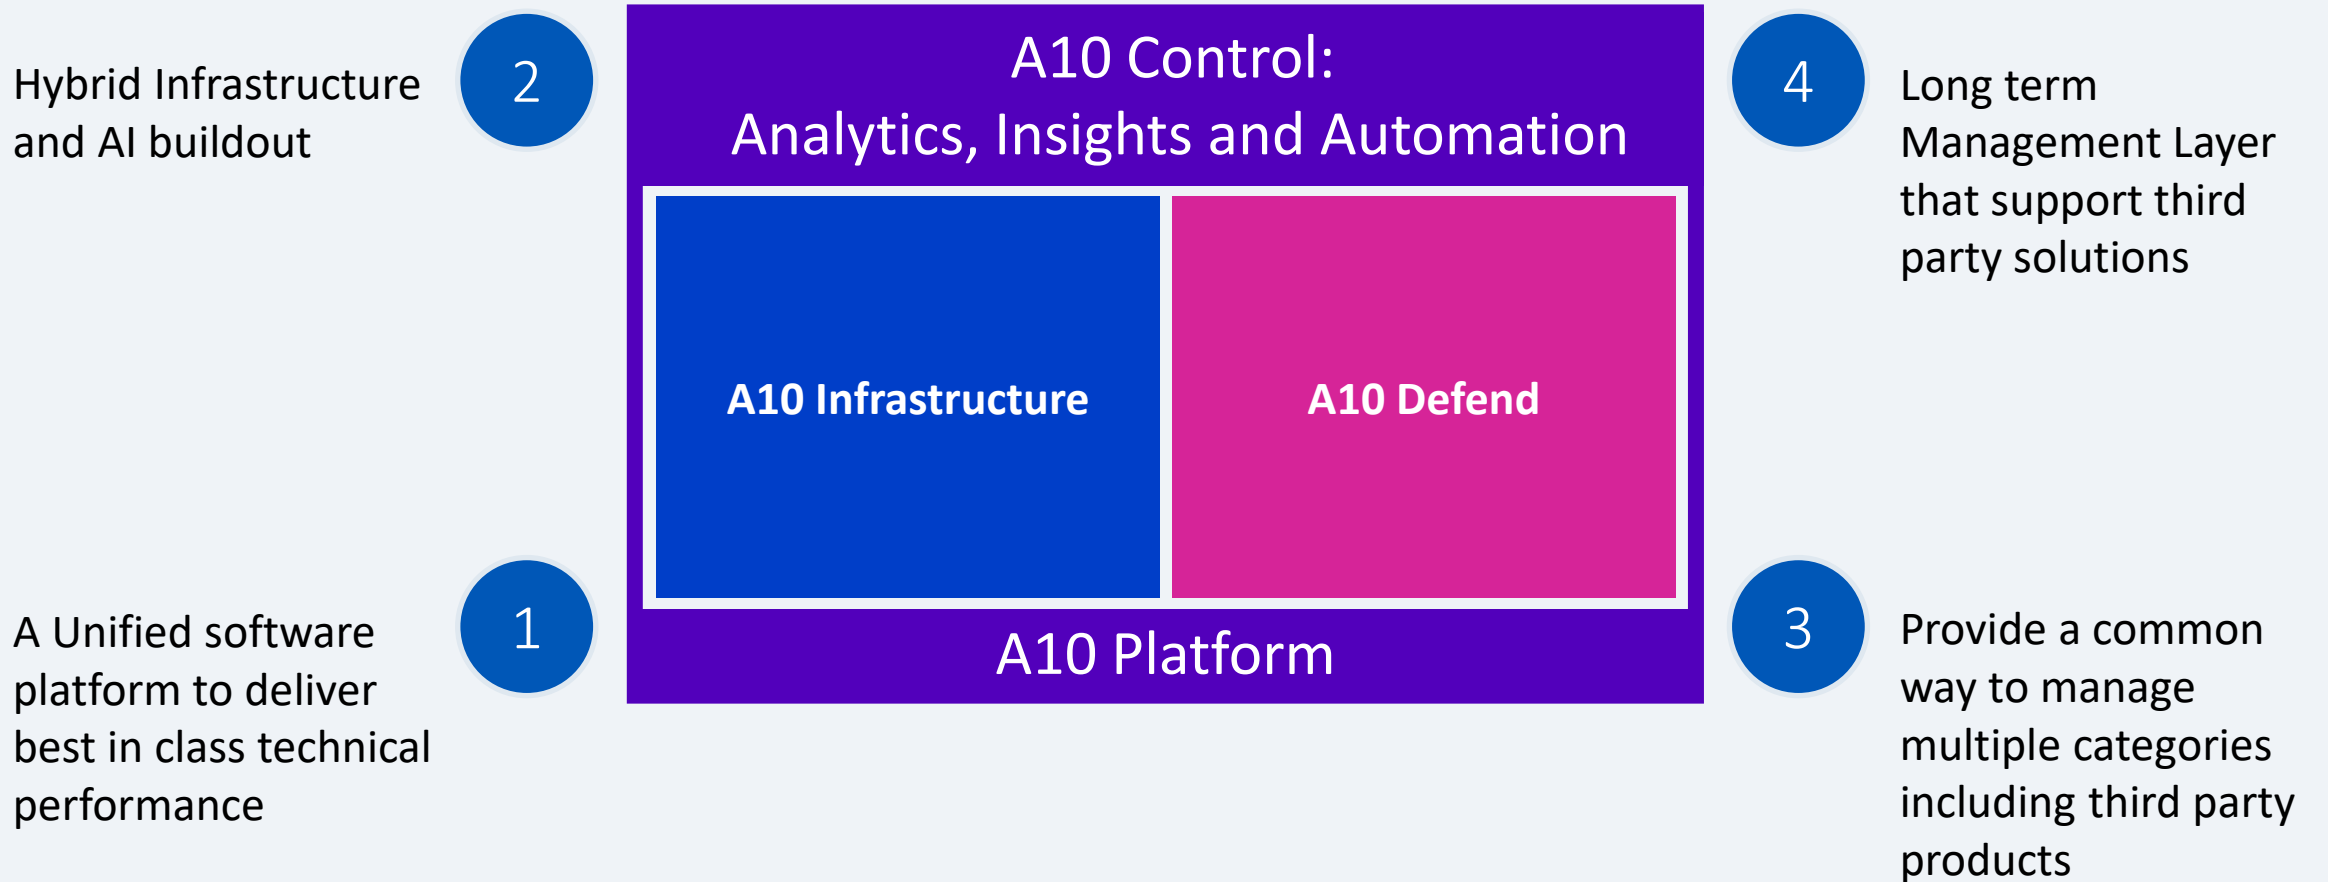 Hybrid Infrastructure
and AI buildout
2
A Unified software
platform to deliver
best in class technical
performance
1
A10 Control:
Analytics, Insights and Automation
A10 Infrastructure
A10 Defend
A10 Platform
4
Long term
Management Layer
that support third
party solutions
3
Provide a common
way to manage
multiple categories
including third party
products